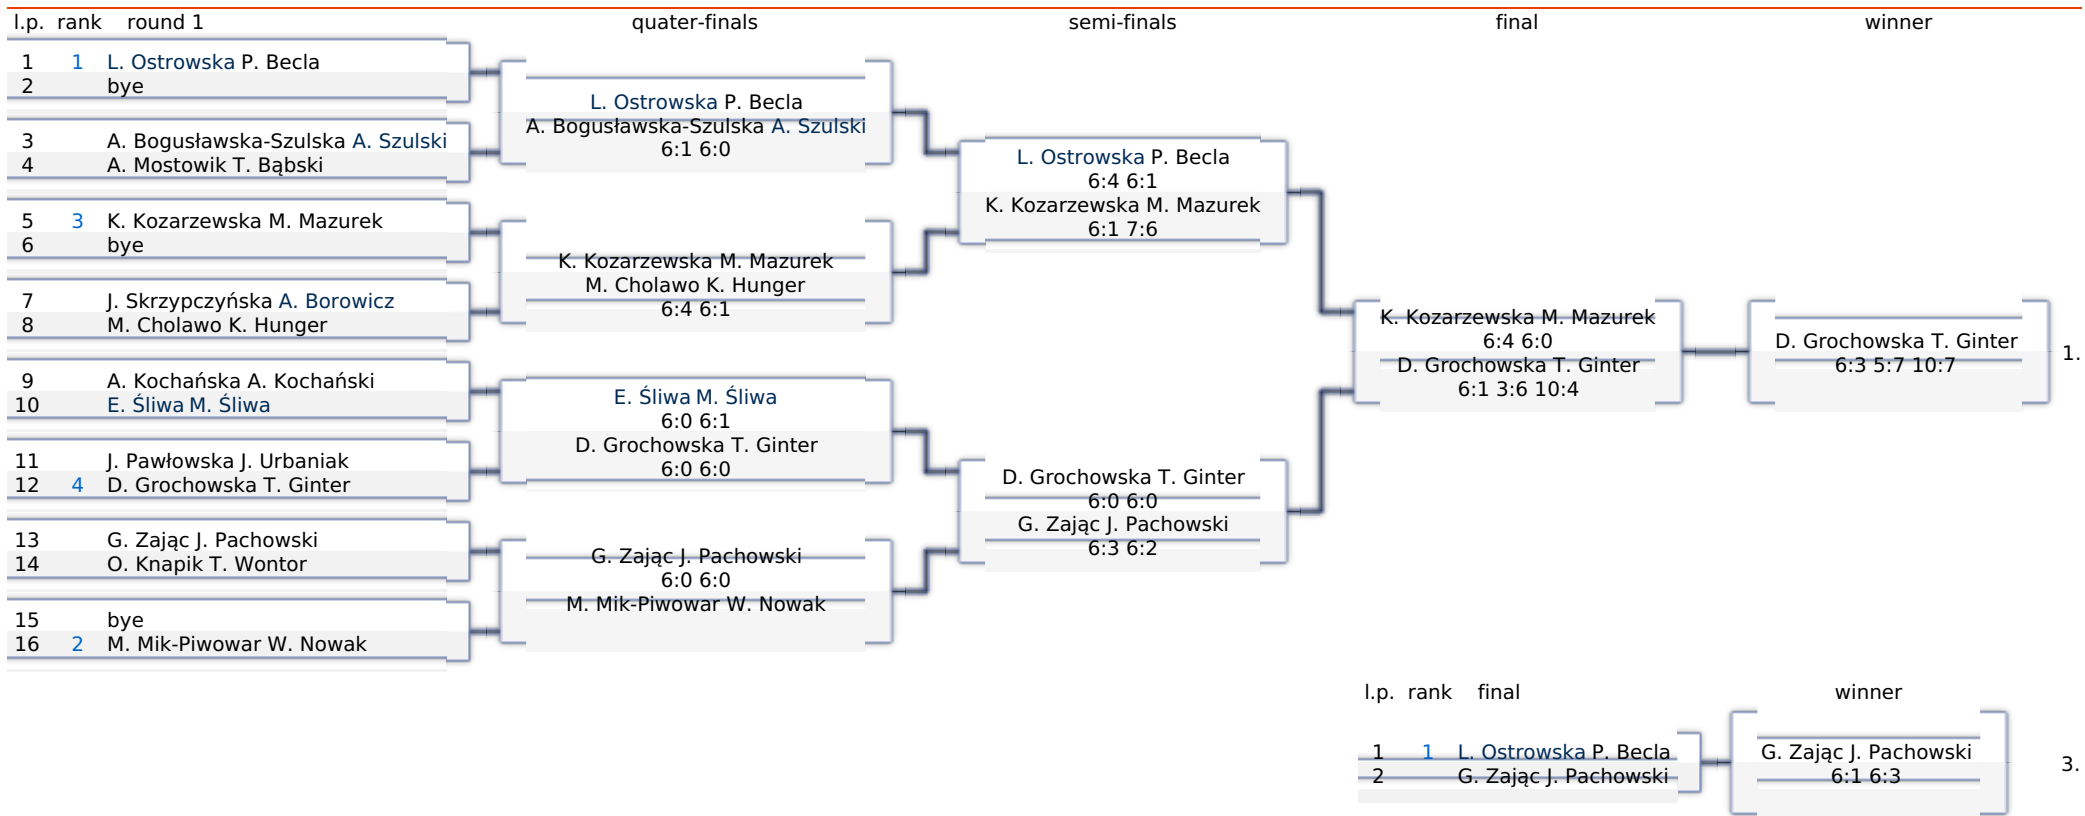 l.p. rank round 1 quater-finals semi-finals final winner
1 1 L. Ostrowska P. Becla
2 bye
3 A. Bogusławska-Szulska A. Szulski
4 A. Mostowik T. Bąbski
5 3 K. Kozarzewska M. Mazurek
6 bye
7 J. Skrzypczyńska A. Borowicz
8 M. Cholawo K. Hunger
9 A. Kochańska A. Kochański
10 E. Śliwa M. Śliwa
11 J. Pawłowska J. Urbaniak
12 4 D. Grochowska T. Ginter
13 G. Zając J. Pachowski
14 O. Knapik T. Wontor
15 bye
16 2 M. Mik-Piwowar W. Nowak
L. Ostrowska P. Becla
A. Bogusławska-Szulska A. Szulski
6:1 6:0
K. Kozarzewska M. Mazurek
M. Cholawo K. Hunger
6:4 6:1
E. Śliwa M. Śliwa
6:0 6:1
D. Grochowska T. Ginter
6:0 6:0
G. Zając J. Pachowski
6:0 6:0
M. Mik-Piwowar W. Nowak
L. Ostrowska P. Becla
6:4 6:1
K. Kozarzewska M. Mazurek
6:1 7:6
D. Grochowska T. Ginter
6:0 6:0
G. Zając J. Pachowski
6:3 6:2
K. Kozarzewska M. Mazurek
6:4 6:0
D. Grochowska T. Ginter
6:1 3:6 10:4
D. Grochowska T. Ginter
6:3 5:7 10:7
1.
l.p. rank final winner
1 1 L. Ostrowska P. Becla
2 G. Zając J. Pachowski
G. Zając J. Pachowski
6:1 6:3
3.